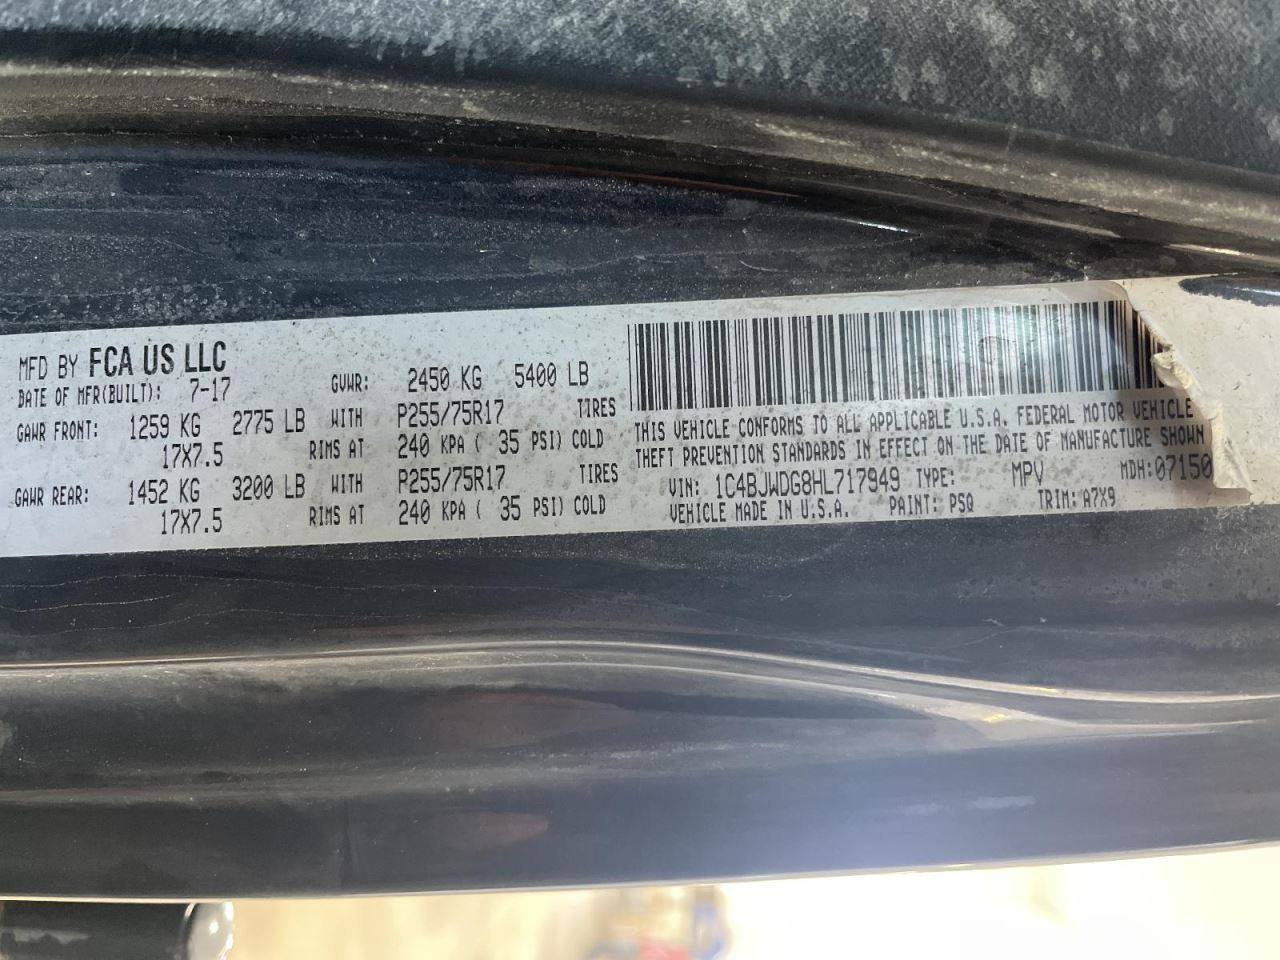 MFD BY FCA US LLC
DATE OF MFR(BUILT): 7-17 GVWR: 2450 KG 5400 LB
GAWR FRONT: 1259 KG 2775 LB WITH P255/75R17 TIRES
17X7.5 RIMS AT 240 KPA ( 35 PSI) COLD
GAWR REAR: 1452 KG 3200 LB WITH P255/75R17 TIRES
17X7.5 RIMS AT 240 KPA ( 35 PSI) COLD
THIS VEHICLE CONFORMS TO ALL APPLICABLE U.S.A. FEDERAL MOTOR VEHICLE
THEFT PREVENTION STANDARDS IN EFFECT ON THE DATE OF MANUFACTURE SHOWN
VIN: 1C4BJWDG8HL717949 TYPE: MPV MDH: 07150
VEHICLE MADE IN U.S.A. PAINT: PSQ TRIM: A7X9